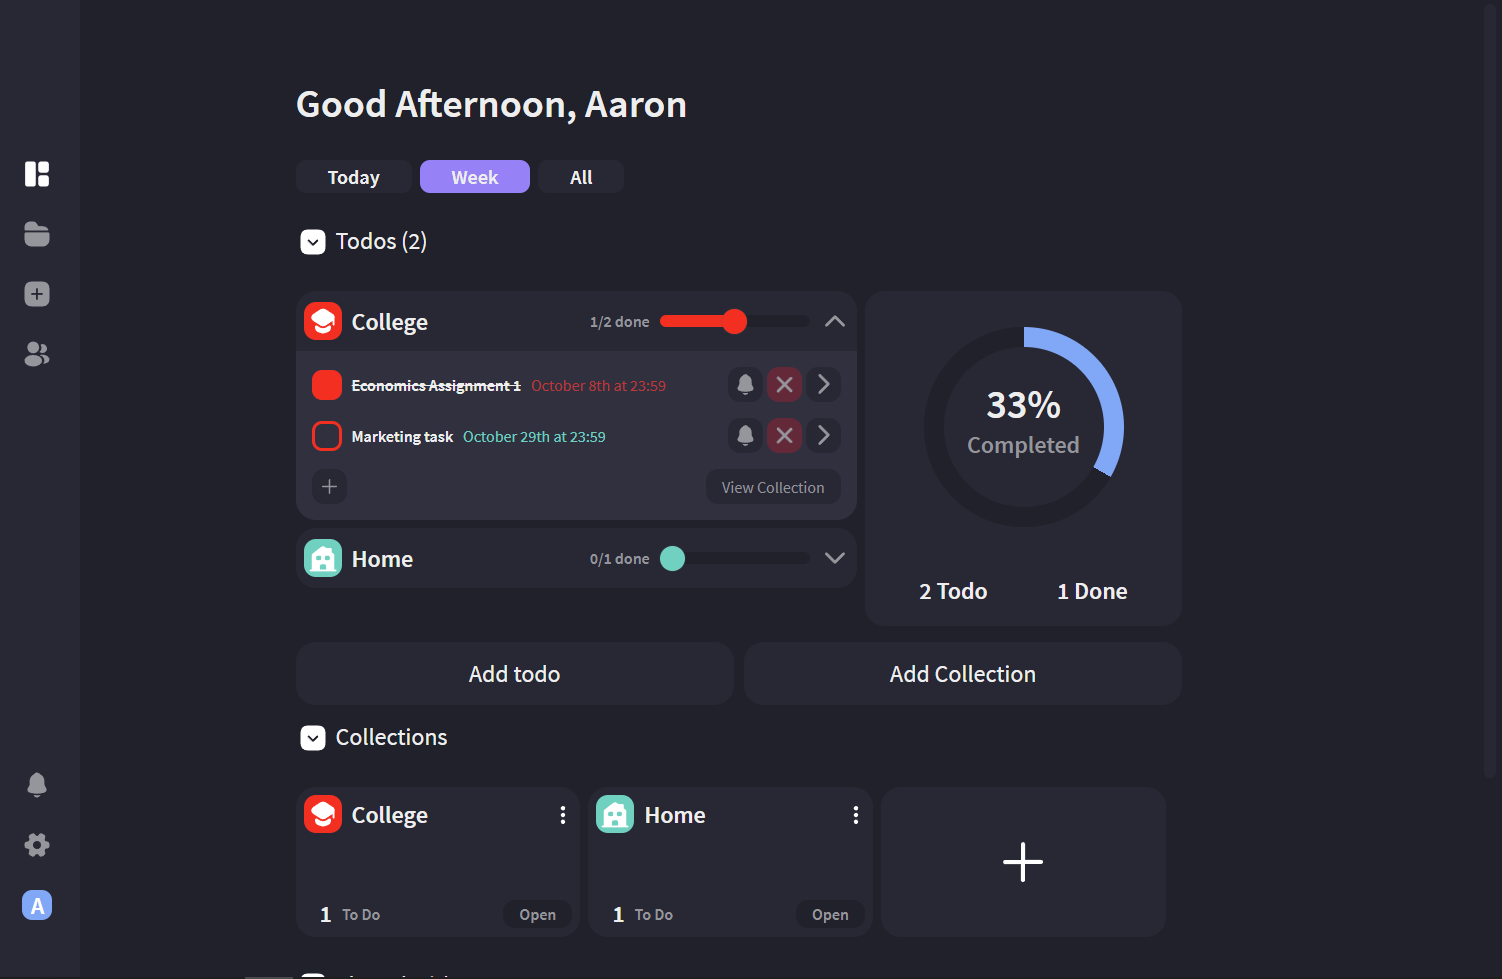 Good Afternoon, Aaron
Today
Week
All
Todos (2)
College
1/2 done
Economics Assignment 1 October 8th at 23:59
Marketing task October 29th at 23:59
View Collection
Home
0/1 done
33%
Completed
2 Todo
1 Done
Add todo
Add Collection
Collections
College
1 To Do
Open
Home
1 To Do
Open
A